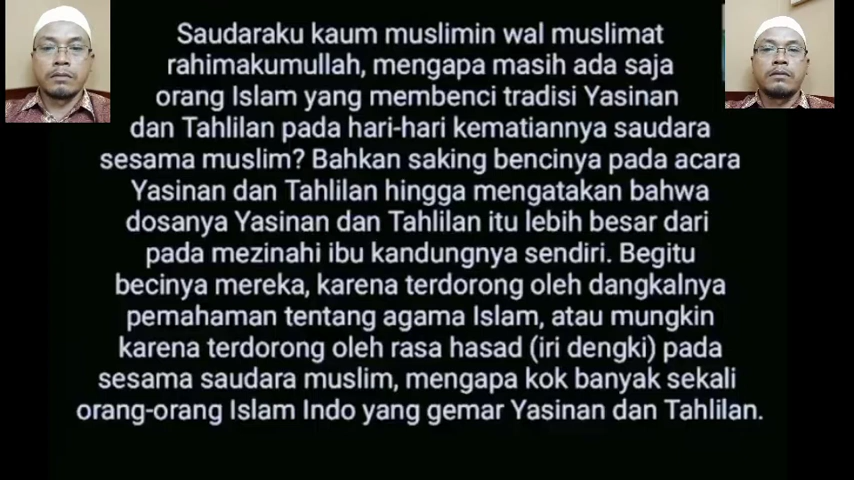 Saudaraku kaum muslimin wal muslimat
rahimakumullah, mengapa masih ada saja
orang Islam yang membenci tradisi Yasinan
dan Tahlilan pada hari-hari kematiannya saudara
sesama muslim? Bahkan saking bencinya pada acara
Yasinan dan Tahlilan hingga mengatakan bahwa
dosanya Yasinan dan Tahlilan itu lebih besar dari
pada mezinahi ibu kandungnya sendiri. Begitu
becinya mereka, karena terdorong oleh dangkalnya
pemahaman tentang agama Islam, atau mungkin
karena terdorong oleh rasa hasad (iri dengki) pada
sesama saudara muslim, mengapa kok banyak sekali
orang-orang Islam Indo yang gemar Yasinan dan Tahlilan.